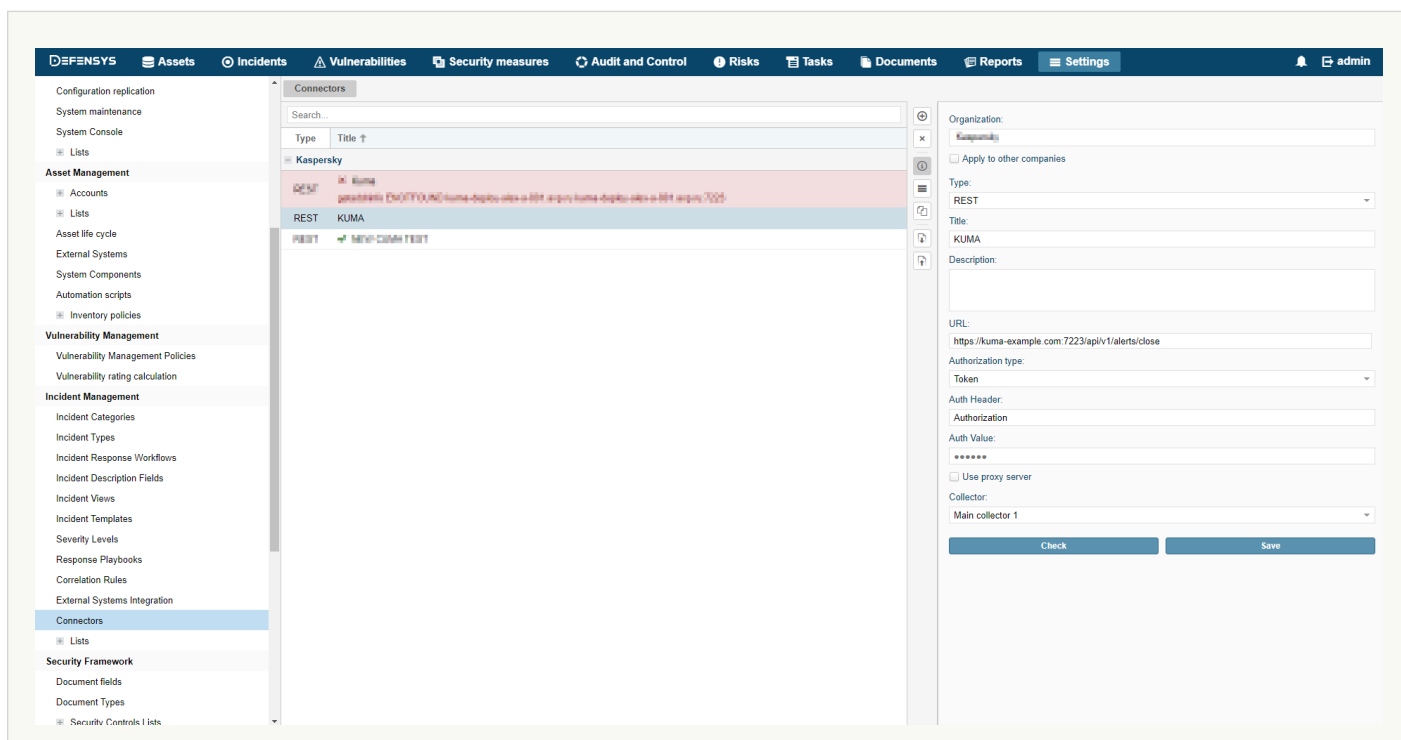 DEFENSYS Assets Incidents Vulnerabilities Security measures Audit and Control Risks Tasks Documents Reports Settings admin
Configuration replication
System maintenance
System Console
Lists
Asset Management
Accounts
Lists
Asset life cycle
External Systems
System Components
Automation scripts
Inventory policies
Vulnerability Management
Vulnerability Management Policies
Vulnerability rating calculation
Incident Management
Incident Categories
Incident Types
Incident Response Workflows
Incident Description Fields
Incident Views
Incident Templates
Severity Levels
Response Playbooks
Correlation Rules
External Systems Integration
Connectors
Lists
Security Framework
Document fields
Document Types
Security Controls Lists
Connectors
Search...
Type Title ↑
Kaspersky
REST KUMA
Organization:
Apply to other companies
Type:
REST
Title:
KUMA
Description:
URL:
https://kuma-example.com:7223/api/v1/alerts/close
Authorization type:
Token
Auth Header:
Authorization
Auth Value:
••••••
Use proxy server
Collector:
Main collector 1
Check Save